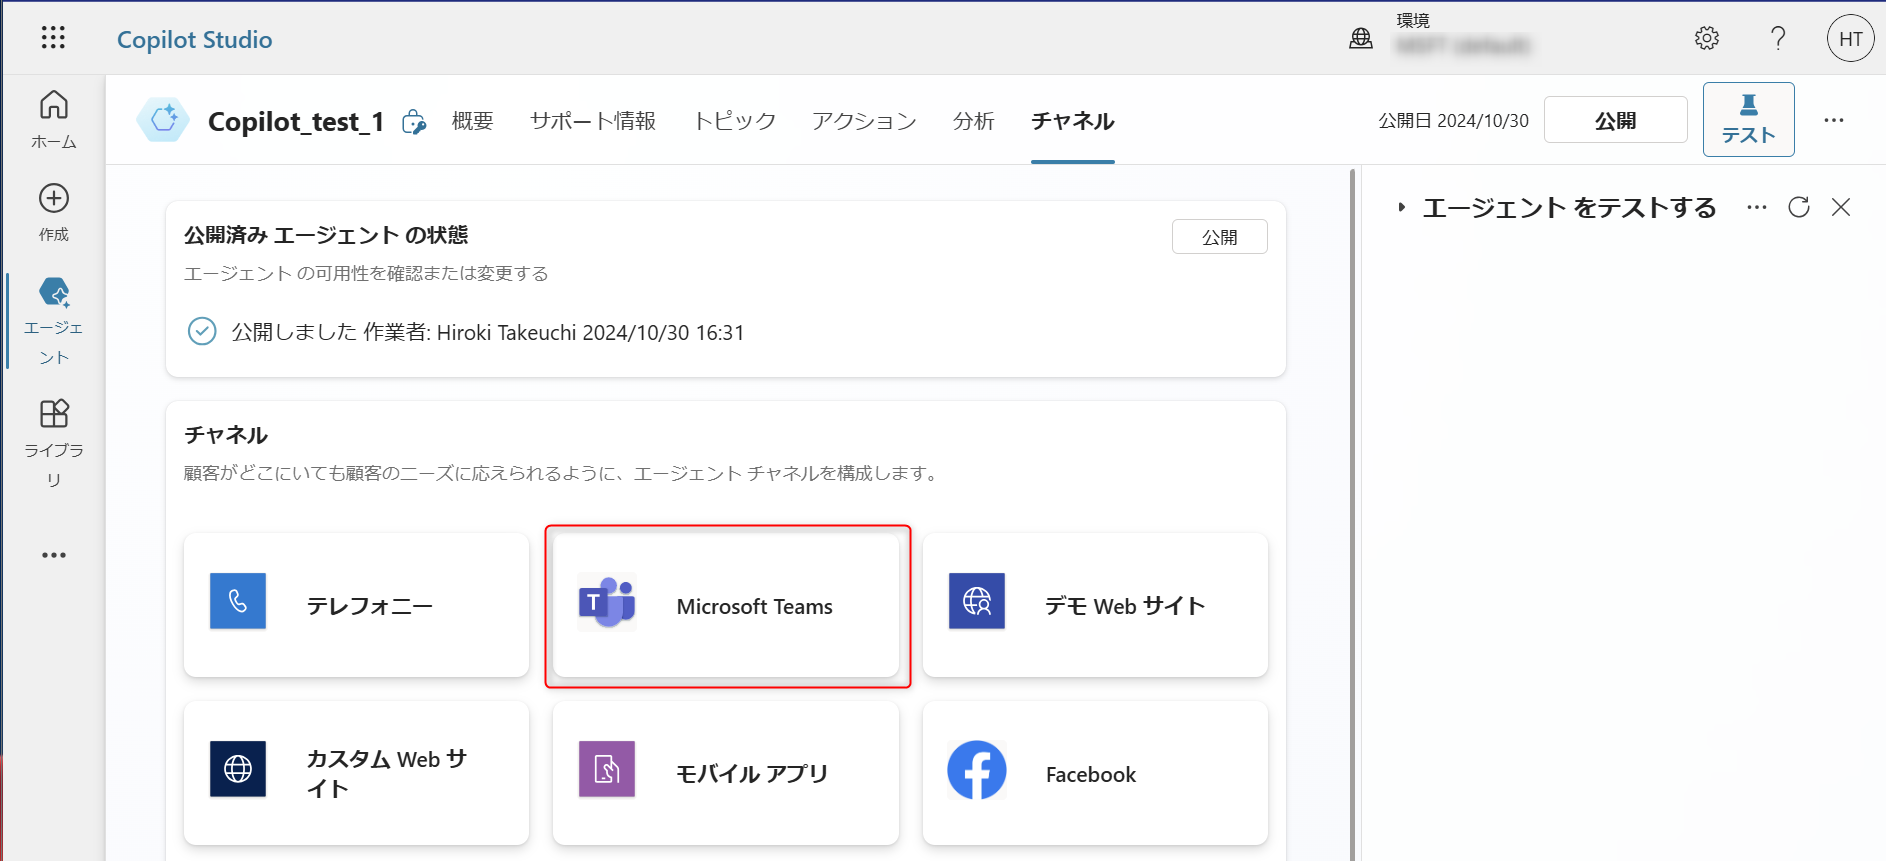 Copilot Studio
環境
HT
ホーム
作成
エージェ
ント
ライブラ
リ
Copilot_test_1
概要
サポート情報
トピック
アクション
分析
チャネル
公開日 2024/10/30
公開
テスト
公開済み エージェント の状態
公開
エージェント の可用性を確認または変更する
公開しました 作業者: Hiroki Takeuchi 2024/10/30 16:31
チャネル
顧客がどこにいても顧客のニーズに応えられるように、エージェント チャネルを構成します。
テレフォニー
T
Microsoft Teams
デモ Web サイト
カスタム Web サ
イト
モバイル アプリ
Facebook
エージェント をテストする